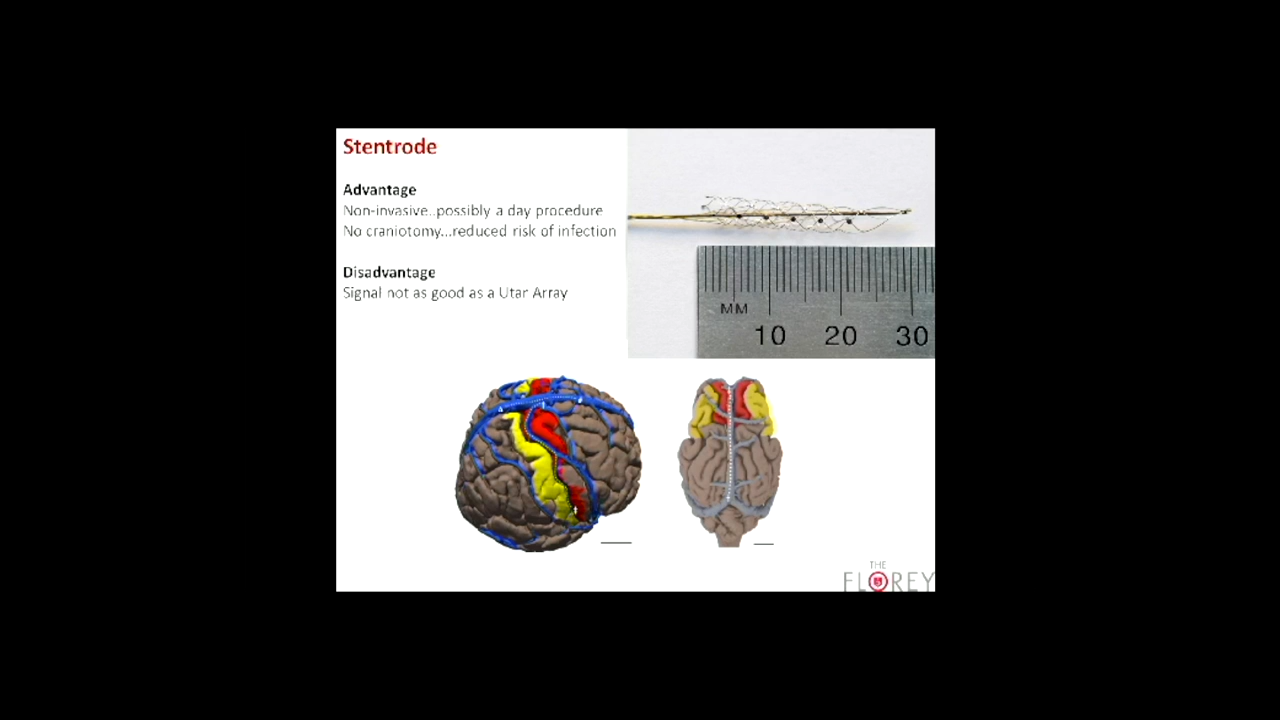 Stentrode
Advantage
Non-invasive..possibly a day procedure
No craniotomy...reduced risk of infection
Disadvantage
Signal not as good as a Utar Array
MM
10 20 30
THE
FLOREY